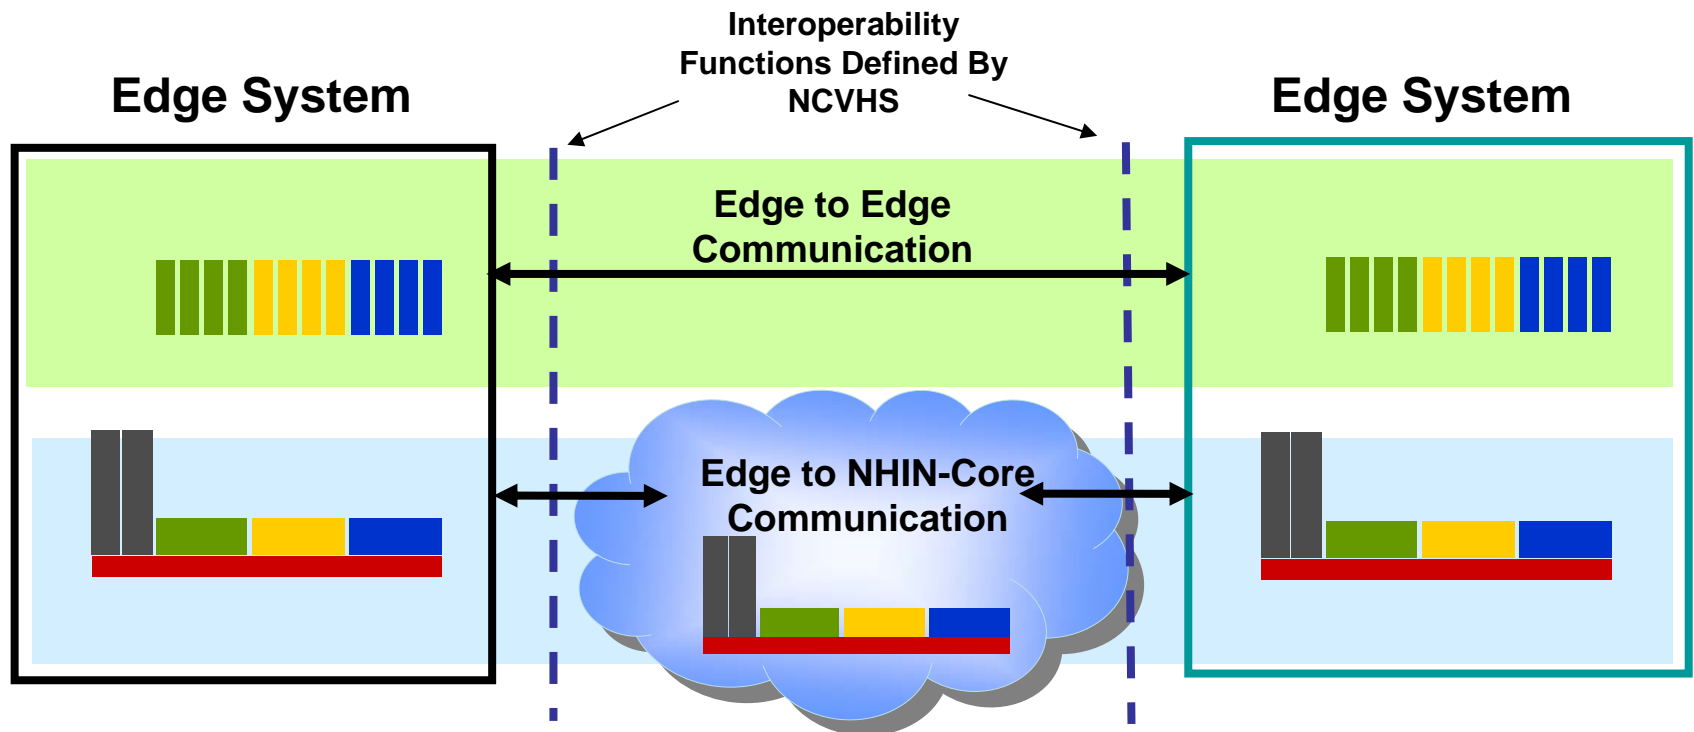 Interoperability
Functions Defined By
NCVHS
Edge System
Edge System
Edge to Edge
Communication
Edge to NHIN-Core
Communication